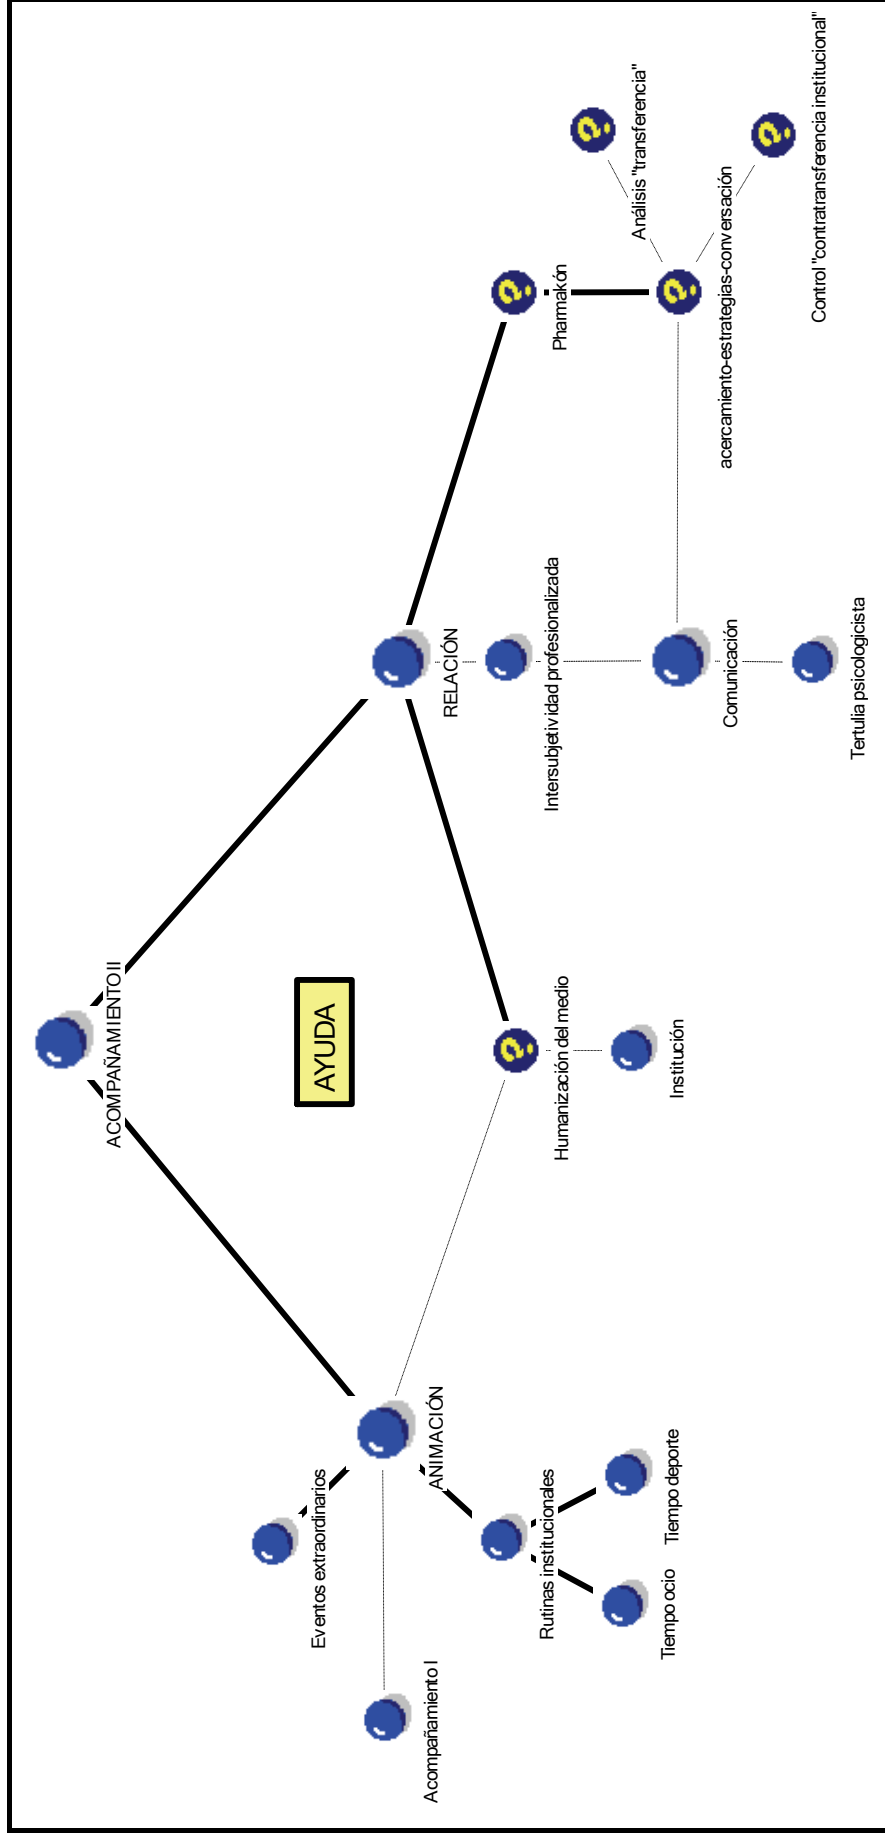 ACOMPAÑAMIENTO II
AYUDA
Eventos extraordinarios
Acompañamiento I
ANIMACIÓN
RELACIÓN
Rutinas institucionales
Humanización del medio
Intersubjetividad profesionalizada
Pharmakón
Análisis "transferencia"
Tiempo ocio
Tiempo deporte
Institución
Comunicación
acercamiento-estrategias-conversación
Tertulia psicologicista
Control "contratransferencia institucional"